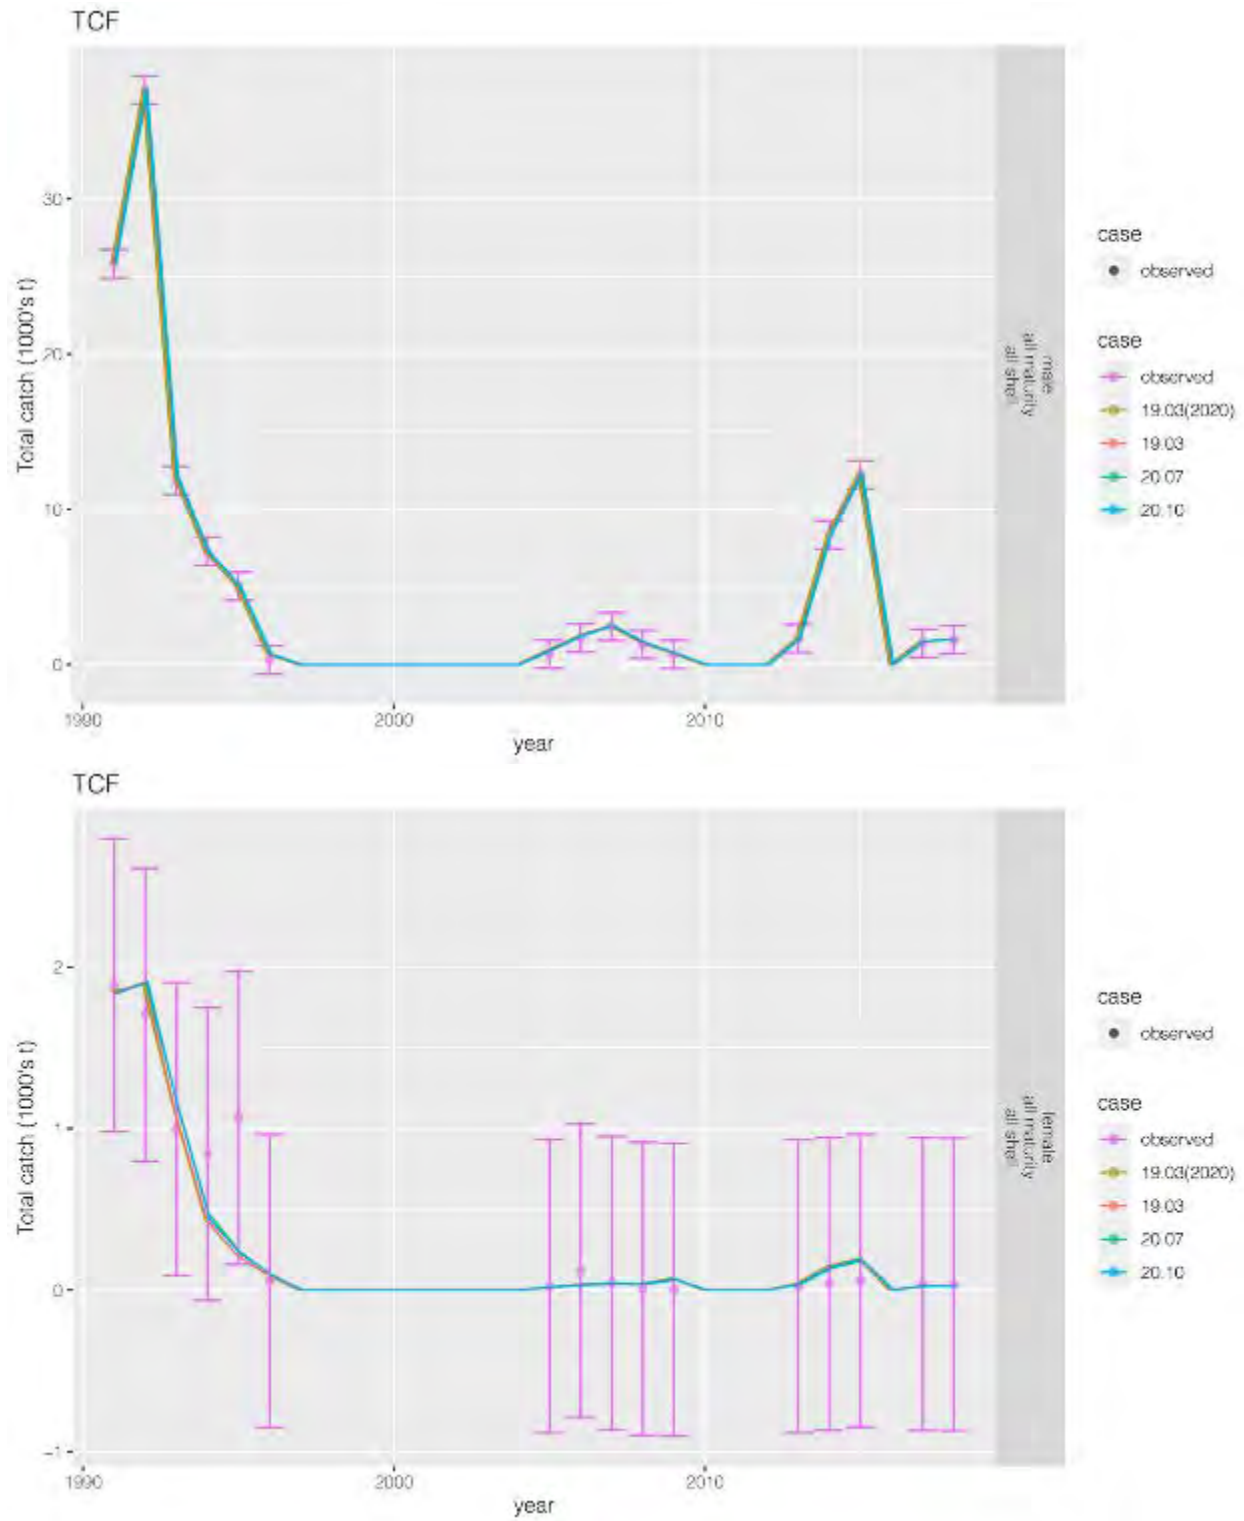 TCF
30
20
10
0
Total catch (1000's t)
1990
2000
2010
year
male
all maturity
all shell
case
observed
case
observed
19.03(2020)
19.03
20.07
20.10
TCF
2
1
0
-1
Total catch (1000's t)
1990
2000
2010
year
female
all maturity
all shell
case
observed
case
observed
19.03(2020)
19.03
20.07
20.10